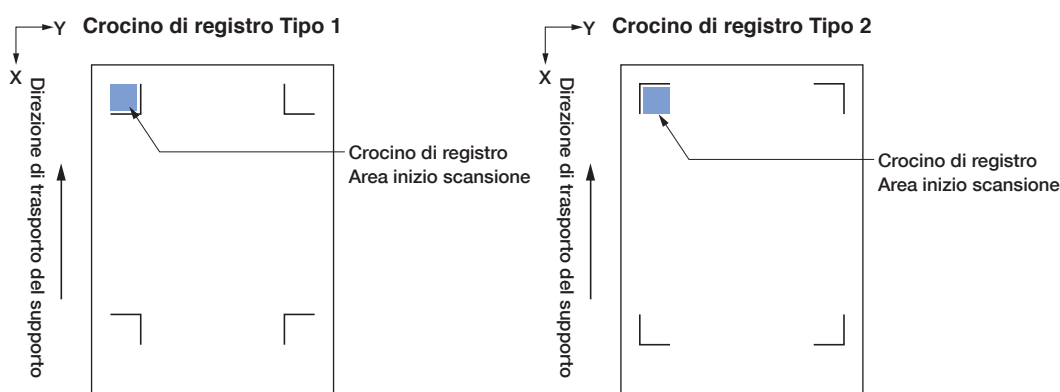 Y Crocino di registro Tipo 1
X
Direzione di trasporto del supporto
Crocino di registro
Area inizio scansione
Y Crocino di registro Tipo 2
X
Direzione di trasporto del supporto
Crocino di registro
Area inizio scansione